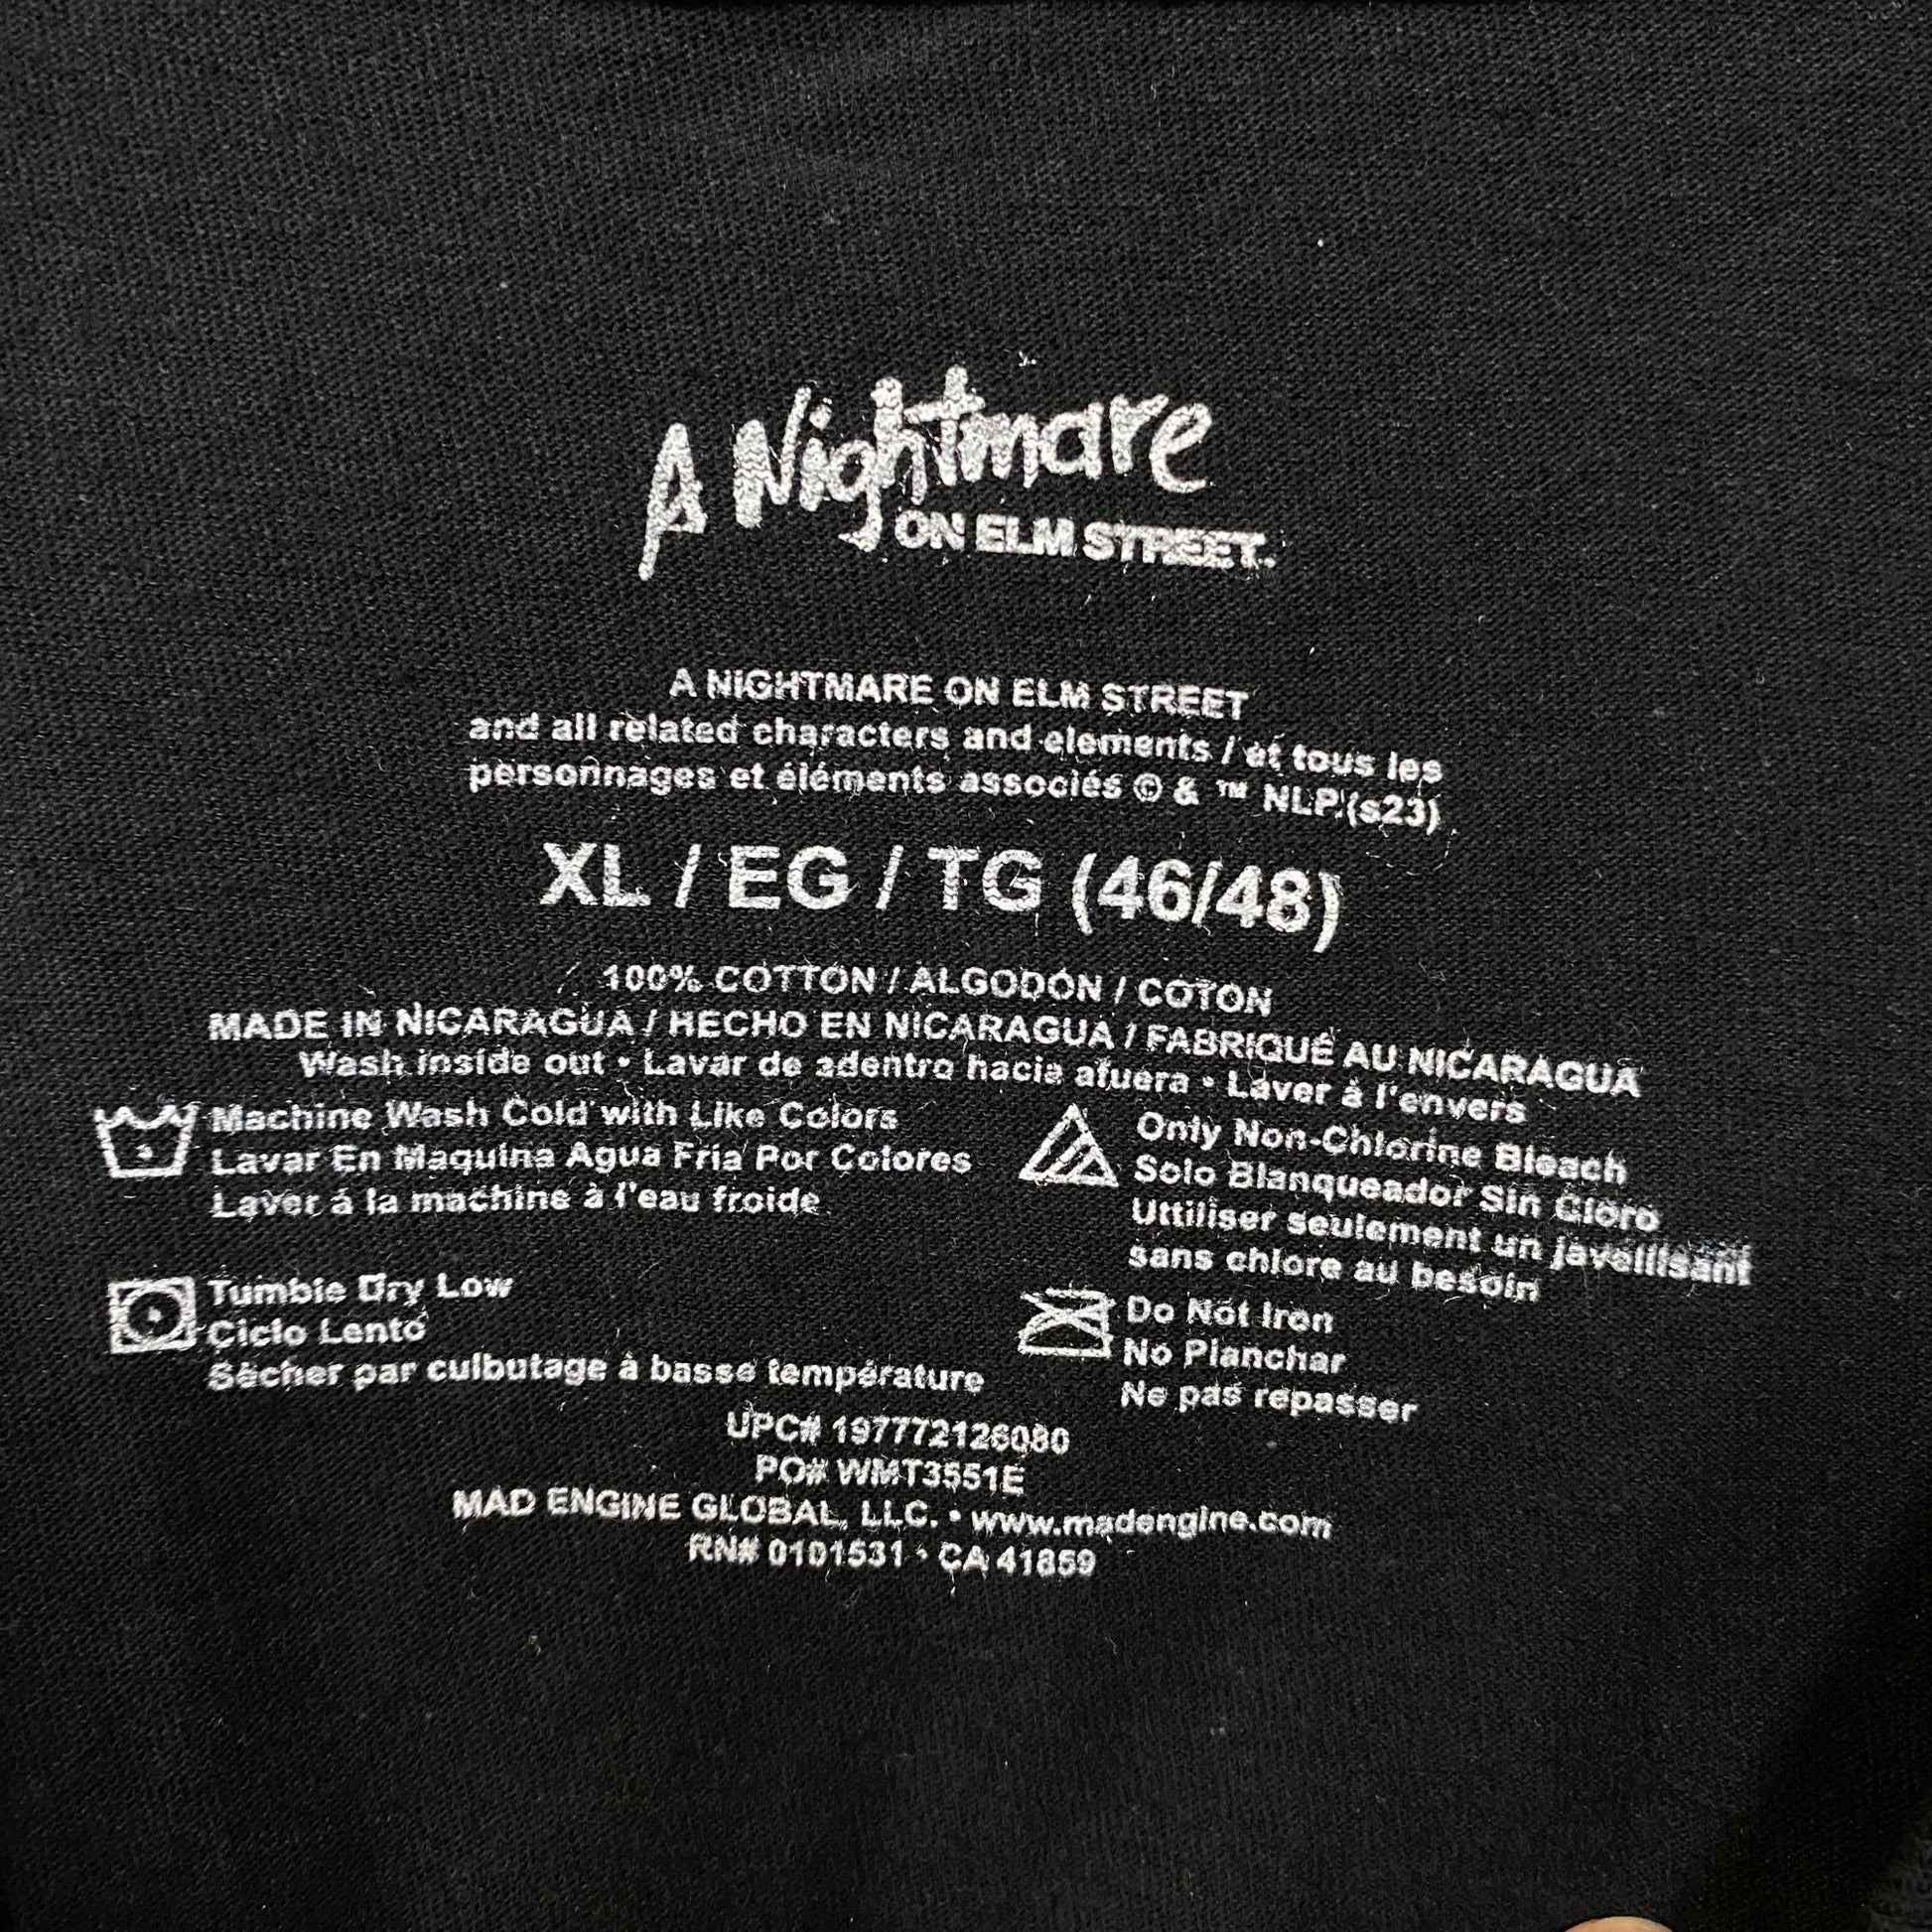 A Nightmare
ON ELM STREET™
A NIGHTMARE ON ELM STREET
and all related characters and elements / et tous les
personnages et éléments associés © & ™ NLP. (s23)
XL / EG / TG (46/48)
100% COTTON / ALGODÓN / COTON
MADE IN NICARAGUA / HECHO EN NICARAGUA / FABRIQUÉ AU NICARAGUA
Wash inside out • Lavar de adentro hacia afuera • Laver à l'envers
Machine Wash Cold with Like Colors
Lavar En Maquina Agua Fria Por Colores
Laver á la machine à l'eau froide
Only Non-Chlorine Bleach
Solo Blanqueador Sin Cloro
Uttiliser seulement un javellisant
sans chlore au besoin
Tumble Dry Low
Ciclo Lento
Sècher par culbutage à basse température
Do Not Iron
No Planchar
Ne pas repasser
UPC# 197772126080
PO# WMT3551E
MAD ENGINE GLOBAL, LLC. • www.madengine.com
RN# 0101531 • CA 41859